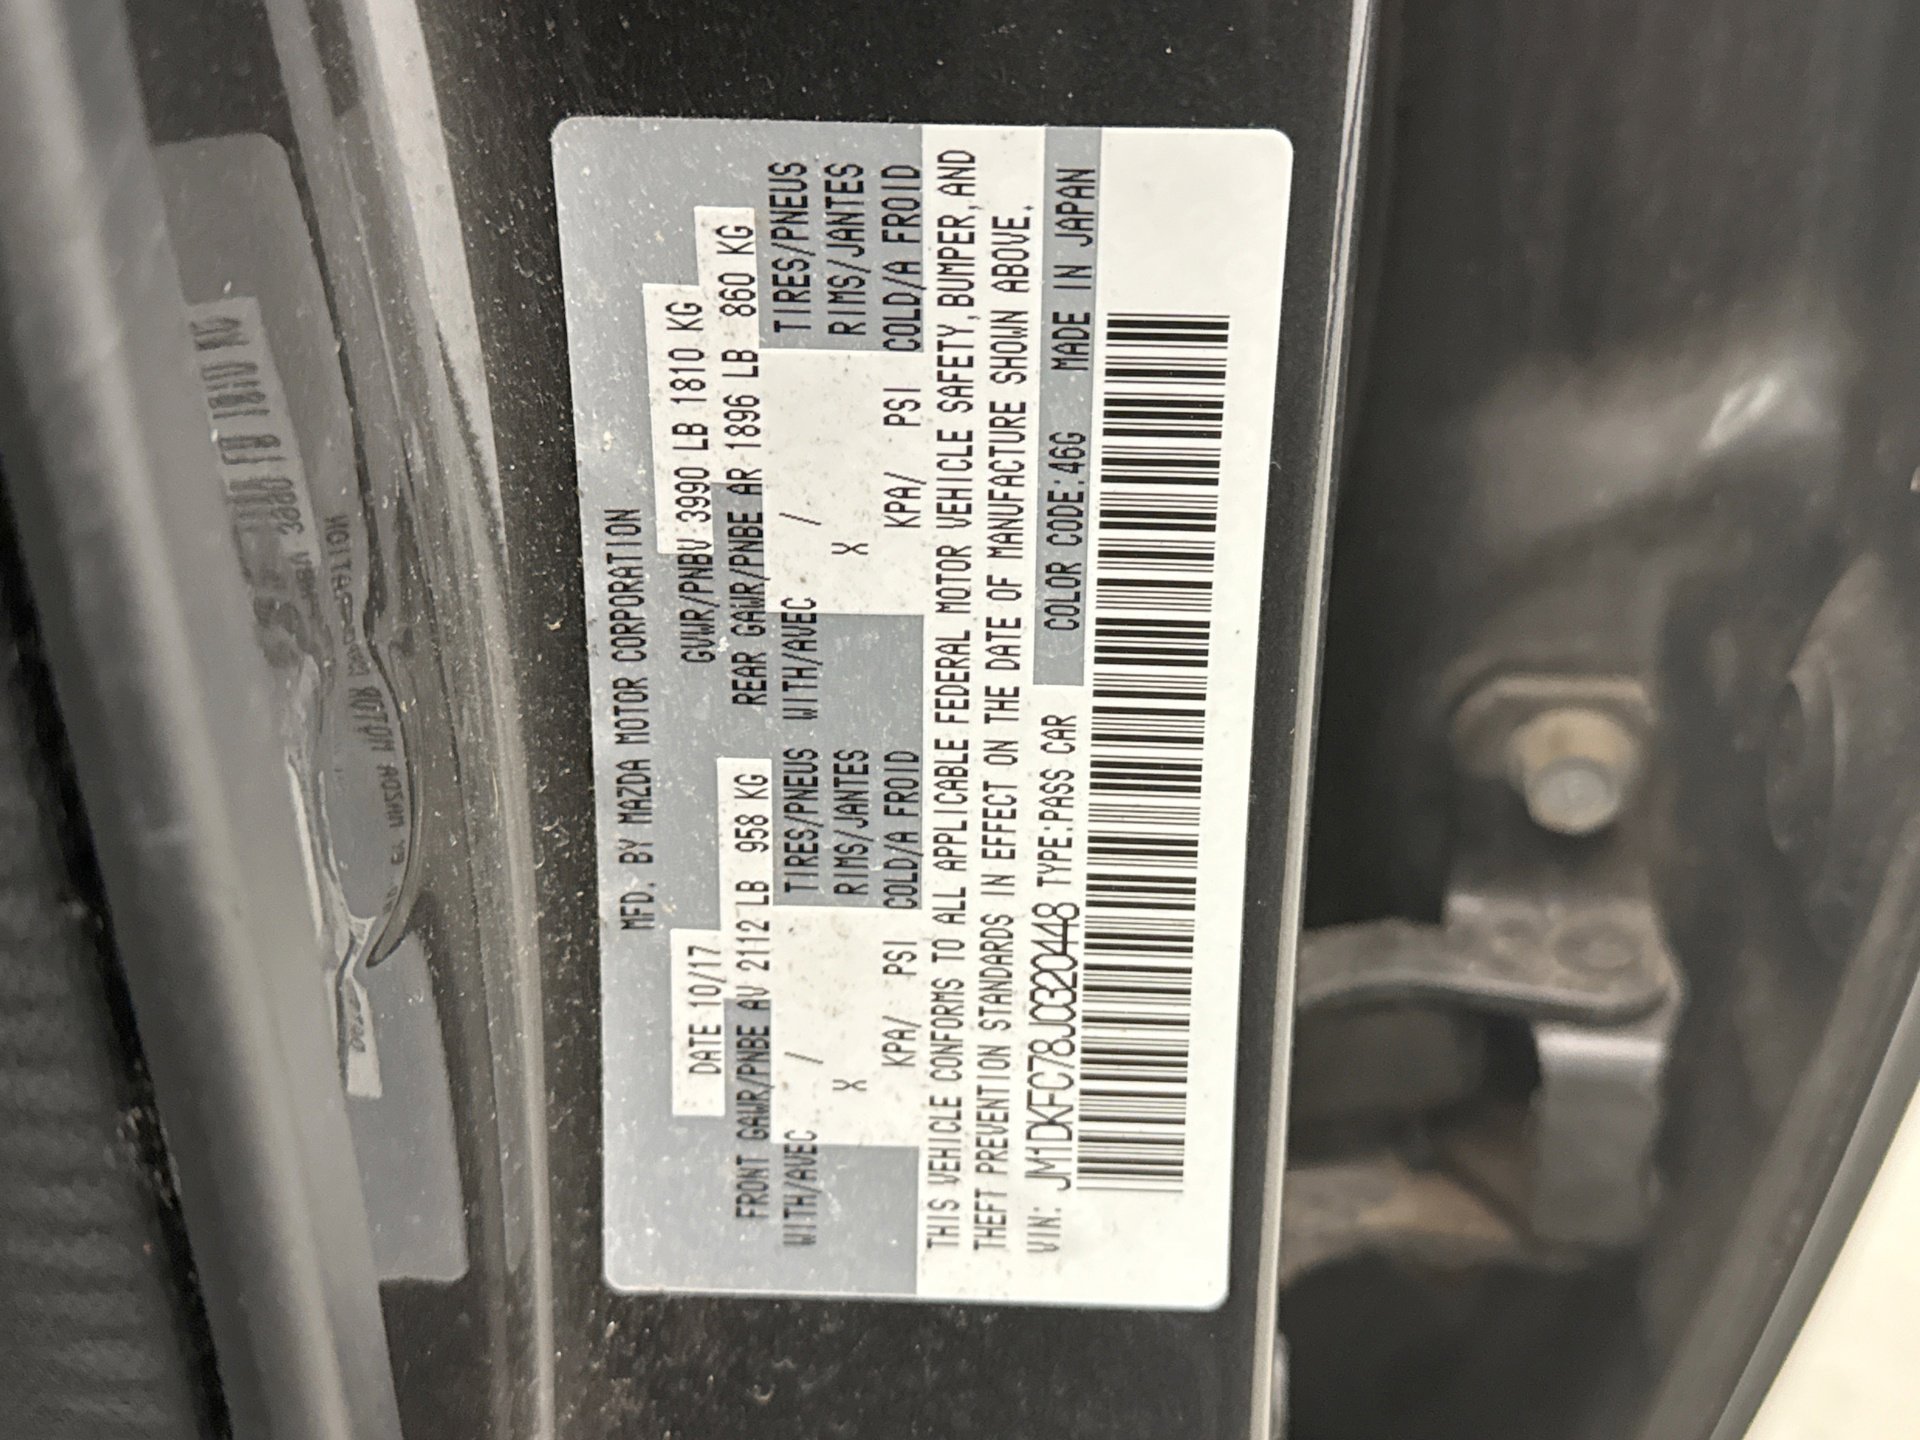 MFD. BY MAZDA MOTOR CORPORATION
DATE 10/17 GVWR/PNBV 3990 LB 1810 KG
FRONT GAWR/PNBE AV 2112 LB 958 KG REAR GAWR/PNBE AR 1896 LB 860 KG
WITH/AVEC / TIRES/PNEUS WITH/AVEC / TIRES/PNEUS
X RIMS/JANTES X RIMS/JANTES
KPA/ PSI COLD/A FROID KPA/ PSI COLD/A FROID
THIS VEHICLE CONFORMS TO ALL APPLICABLE FEDERAL MOTOR VEHICLE SAFETY,BUMPER,AND
THEFT PREVENTION STANDARDS IN EFFECT ON THE DATE OF MANUFACTURE SHOWN ABOVE.
VIN: JM1DKFC78J0320448 TYPE:PASS CAR COLOR CODE:46G MADE IN JAPAN